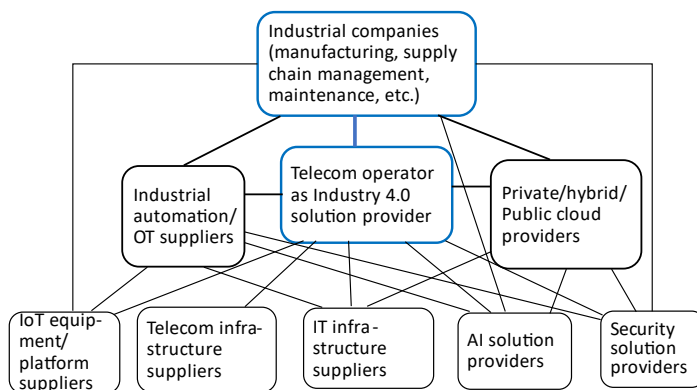 Industrial companies
(manufacturing, supply
chain management,
maintenance, etc.)
Industrial
automation/
OT suppliers
Telecom operator
as Industry 4.0
solution provider
Private/hybrid/
Public cloud
providers
IoT equip-
ment/
platform
suppliers
Telecom infra-
structure
suppliers
IT infra-
structure
suppliers
AI solution
providers
Security
solution
providers